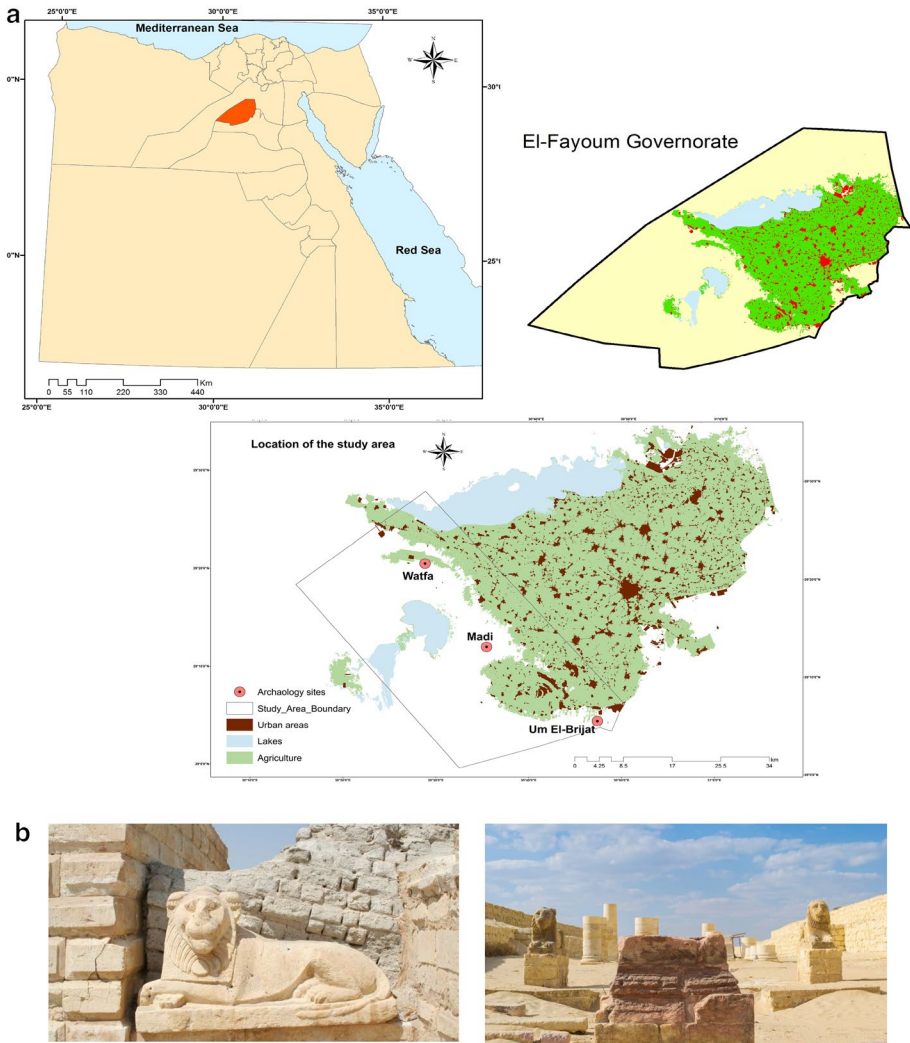 a
25°0'0"E
30°0'0"E
35°0'0"E
Mediterranean Sea
0°N
30°1
El-Fayoum Governorate
Red Sea
0°N
25°1
Km
0 55 110 220 330 440
25°0'0"E
30°0'0"E
35°0'0"E
Location of the study area
Watfa
Madi
Archaology sites
Study_Area_Boundary
Urban areas
Um El-Brijat
Lakes
Agriculture
km
0 4.25 8.5 17 25.5 34
b